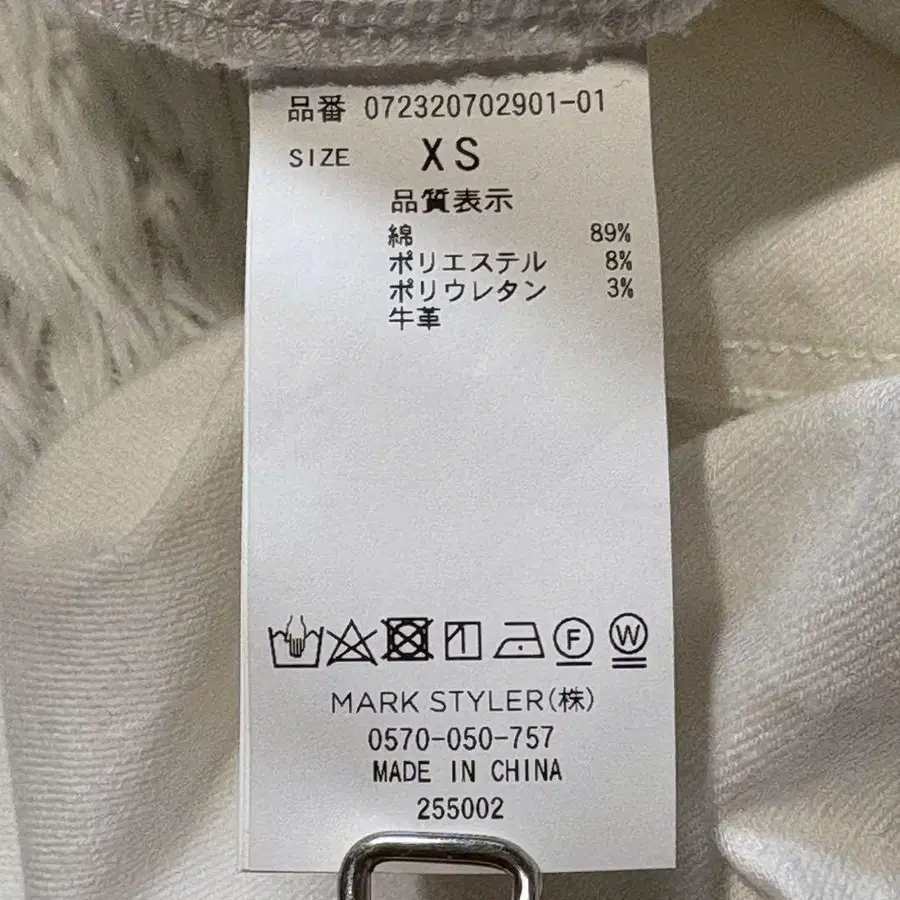 品番 072320702901-01
SIZE XS
品質表示
綿 89%
ポリエステル 8%
ポリウレタン 3%
牛革
F W
MARK STYLER(株)
0570-050-757
MADE IN CHINA
255002